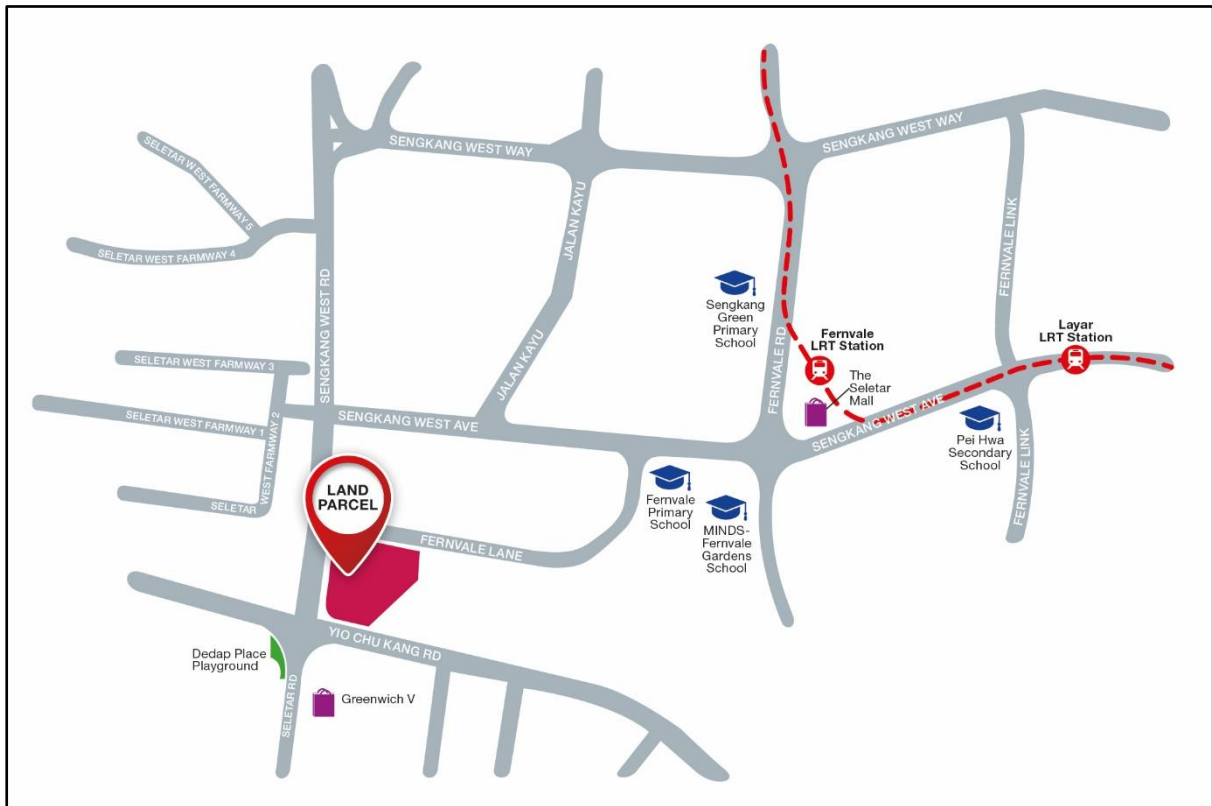 SENGKANG WEST WAY
SENGKANG WEST WAY
SELETAR WEST FARMWAY 5
SELETAR WEST FARMWAY 4
SENGKANG WEST RD
JALAN KAYU
JALAN KAYU
FERNVALE LINK
Sengkang
Green
Primary
School
FERNVALE RD
Fernvale
LRT Station
Layar
LRT Station
The
Seletar
Mall
SELETAR WEST FARMWAY 3
SELETAR WEST FARMWAY 1
SELETAR
WEST FARMWAY 2
SENGKANG WEST AVE
SENGKANG WEST AVE
Pei Hwa
Secondary
School
FERNVALE LINK
LAND
PARCEL
Fernvale
Primary
School
MINDS-
Fernvale
Gardens
School
FERNVALE LANE
YIO CHU KANG RD
Dedap Place
Playground
SELETAR RD
Greenwich V